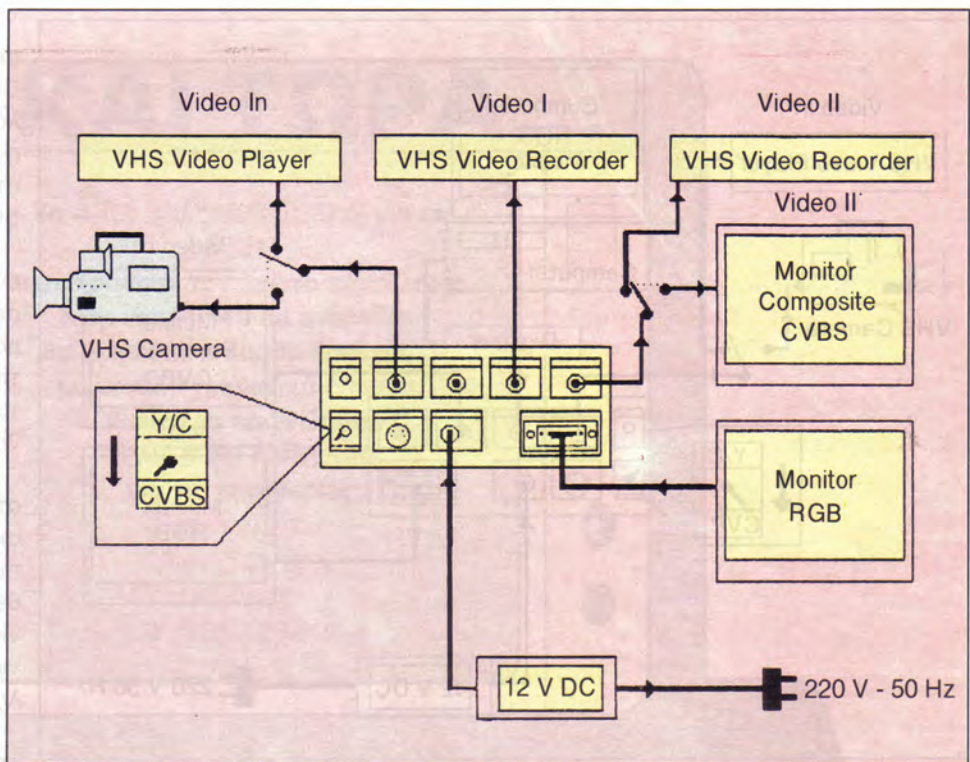 Video In
Video I
Video II
VHS Video Player
VHS Video Recorder
VHS Video Recorder
Video II
Monitor
Composite
CVBS
VHS Camera
Y/C
CVBS
Monitor
RGB
12 V DC
220 V - 50 Hz